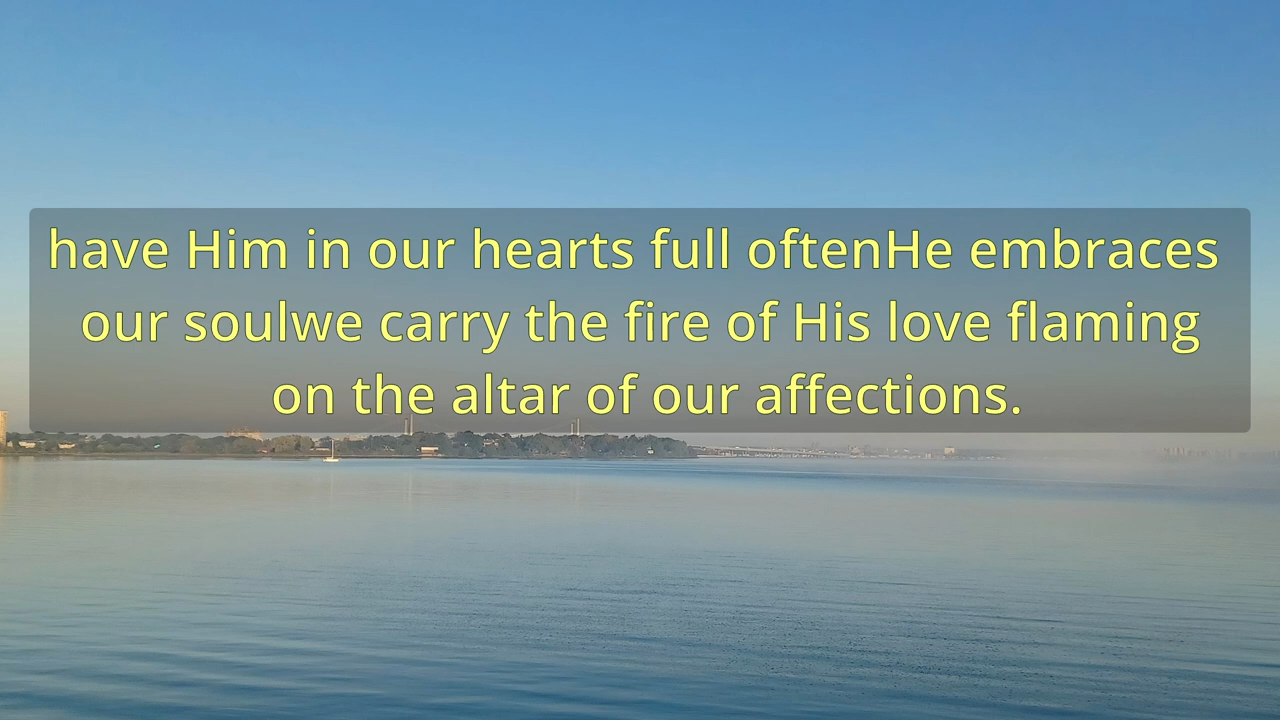 have Him in our hearts full oftenHe embraces
our soulwe carry the fire of His love flaming
on the altar of our affections.